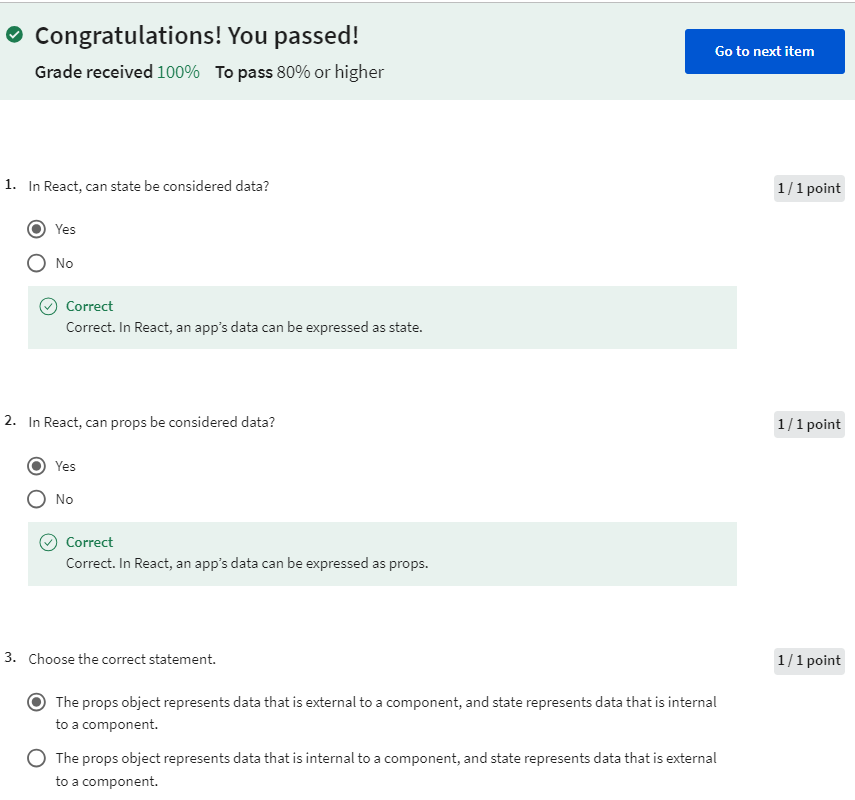 Congratulations! You passed!
Grade received 100% To pass 80% or higher
Go to next item
1. In React, can state be considered data?
1 / 1 point
Yes
No
Correct
Correct. In React, an app's data can be expressed as state.
2. In React, can props be considered data?
1 / 1 point
Yes
No
Correct
Correct. In React, an app's data can be expressed as props.
3. Choose the correct statement.
1 / 1 point
The props object represents data that is external to a component, and state represents data that is internal
to a component.
The props object represents data that is internal to a component, and state represents data that is external
to a component.